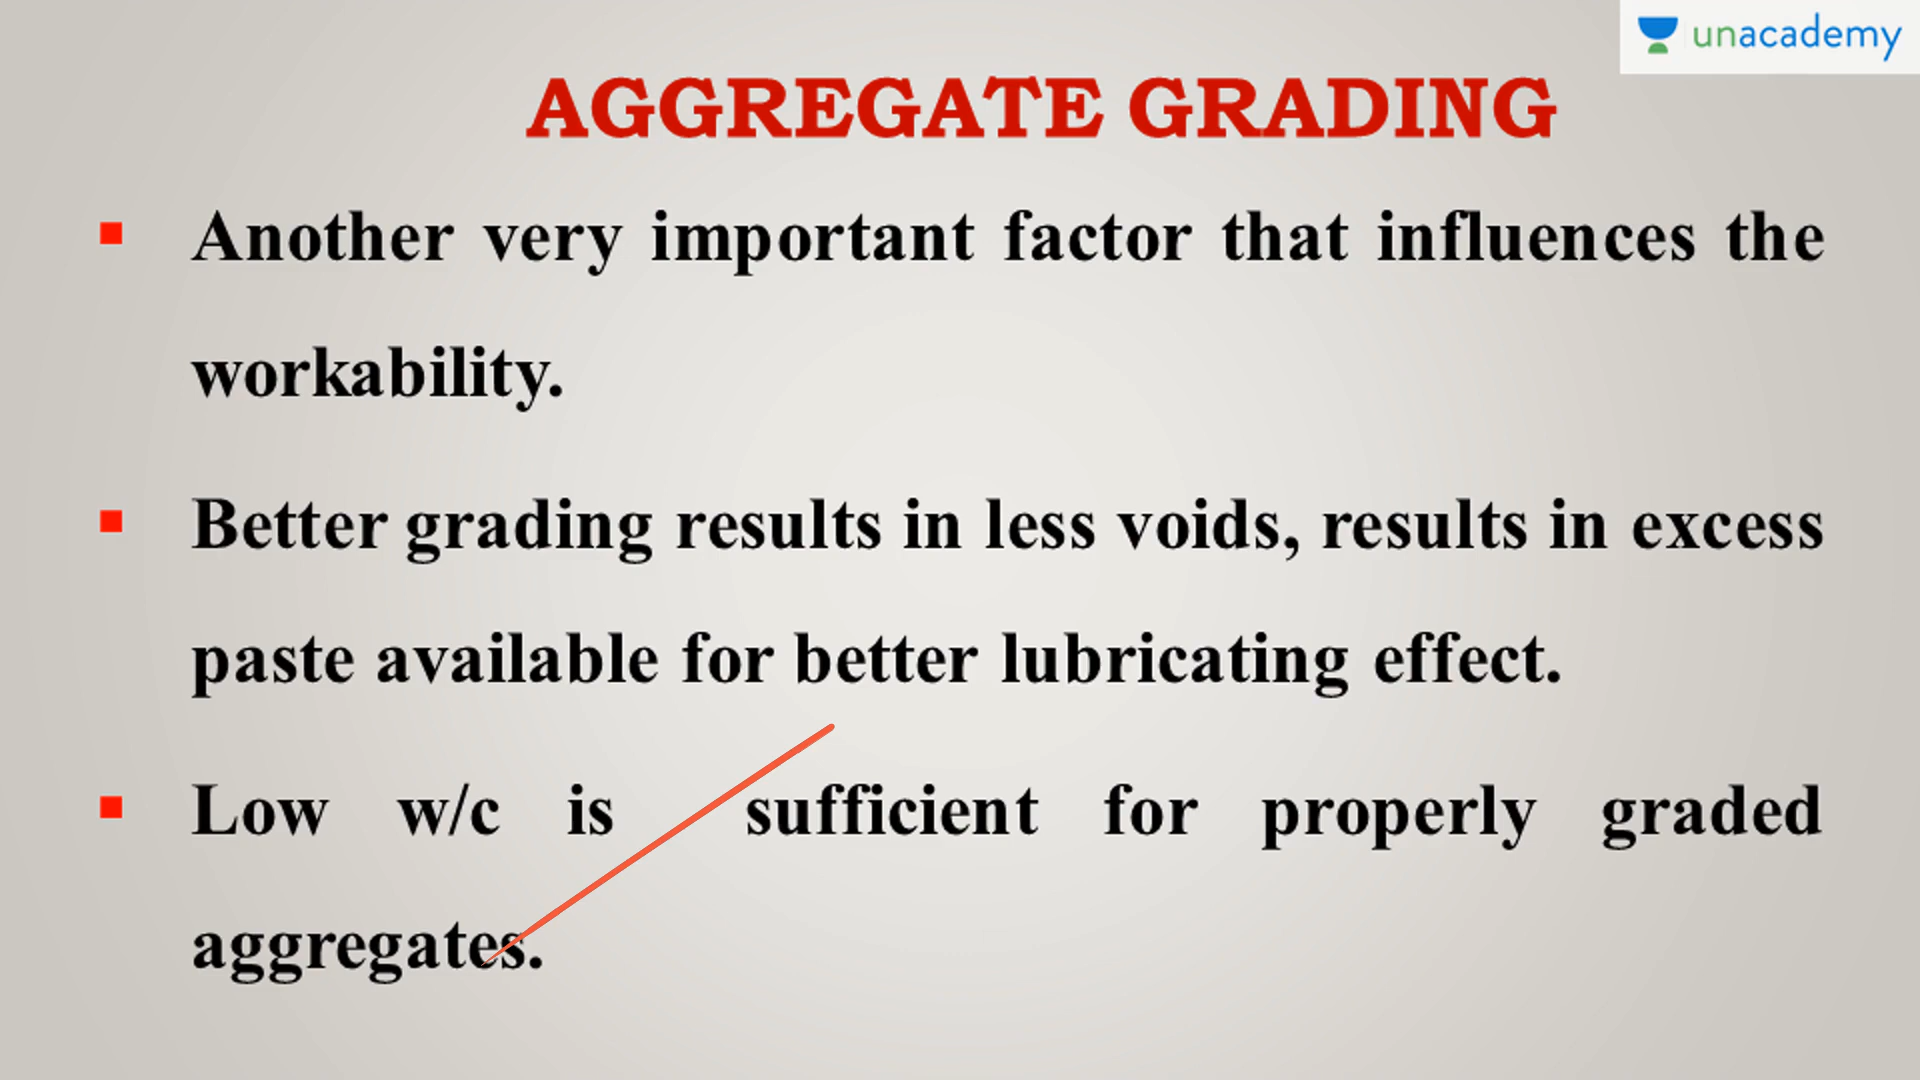 unacademy
AGGREGATE GRADING
Another very important factor that influences the
workability.
Better grading results in less voids, results in excess
paste available for better lubricating effect.
Low w/c is sufficient for properly graded
aggregates.